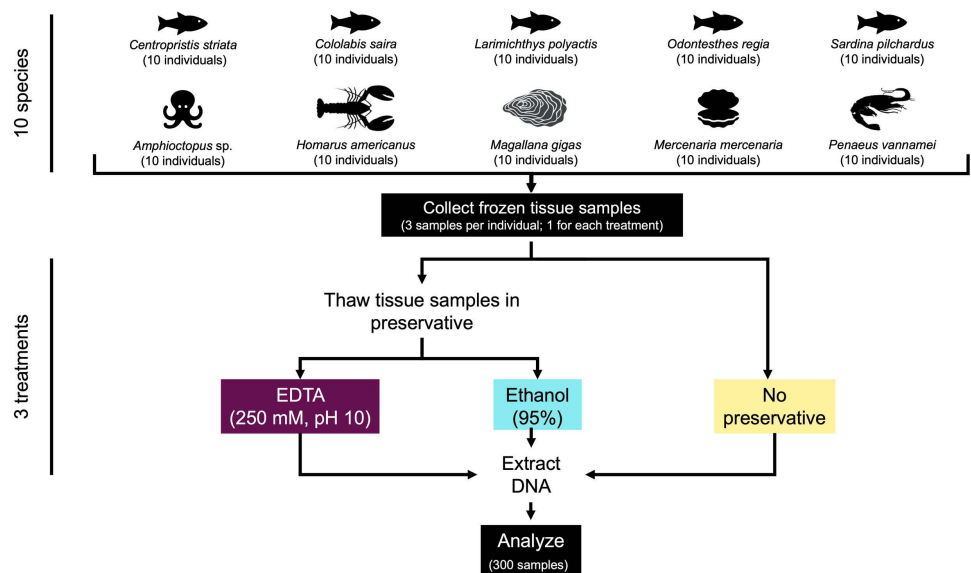 10 species
Centropristis striata
(10 individuals)
Cololabis saira
(10 individuals)
Larimichthys polyactis
(10 individuals)
Odontesthes regia
(10 individuals)
Sardina pilchardus
(10 individuals)
Amphioctopus sp.
(10 individuals)
Homarus americanus
(10 individuals)
Magallana gigas
(10 individuals)
Mercenaria mercenaria
(10 individuals)
Penaeus vannamei
(10 individuals)
Collect frozen tissue samples
(3 samples per individual; 1 for each treatment)
3 treatments
Thaw tissue samples in
preservative
EDTA
(250 mM, pH 10)
Ethanol
(95%)
No
preservative
Extract
DNA
Analyze
(300 samples)